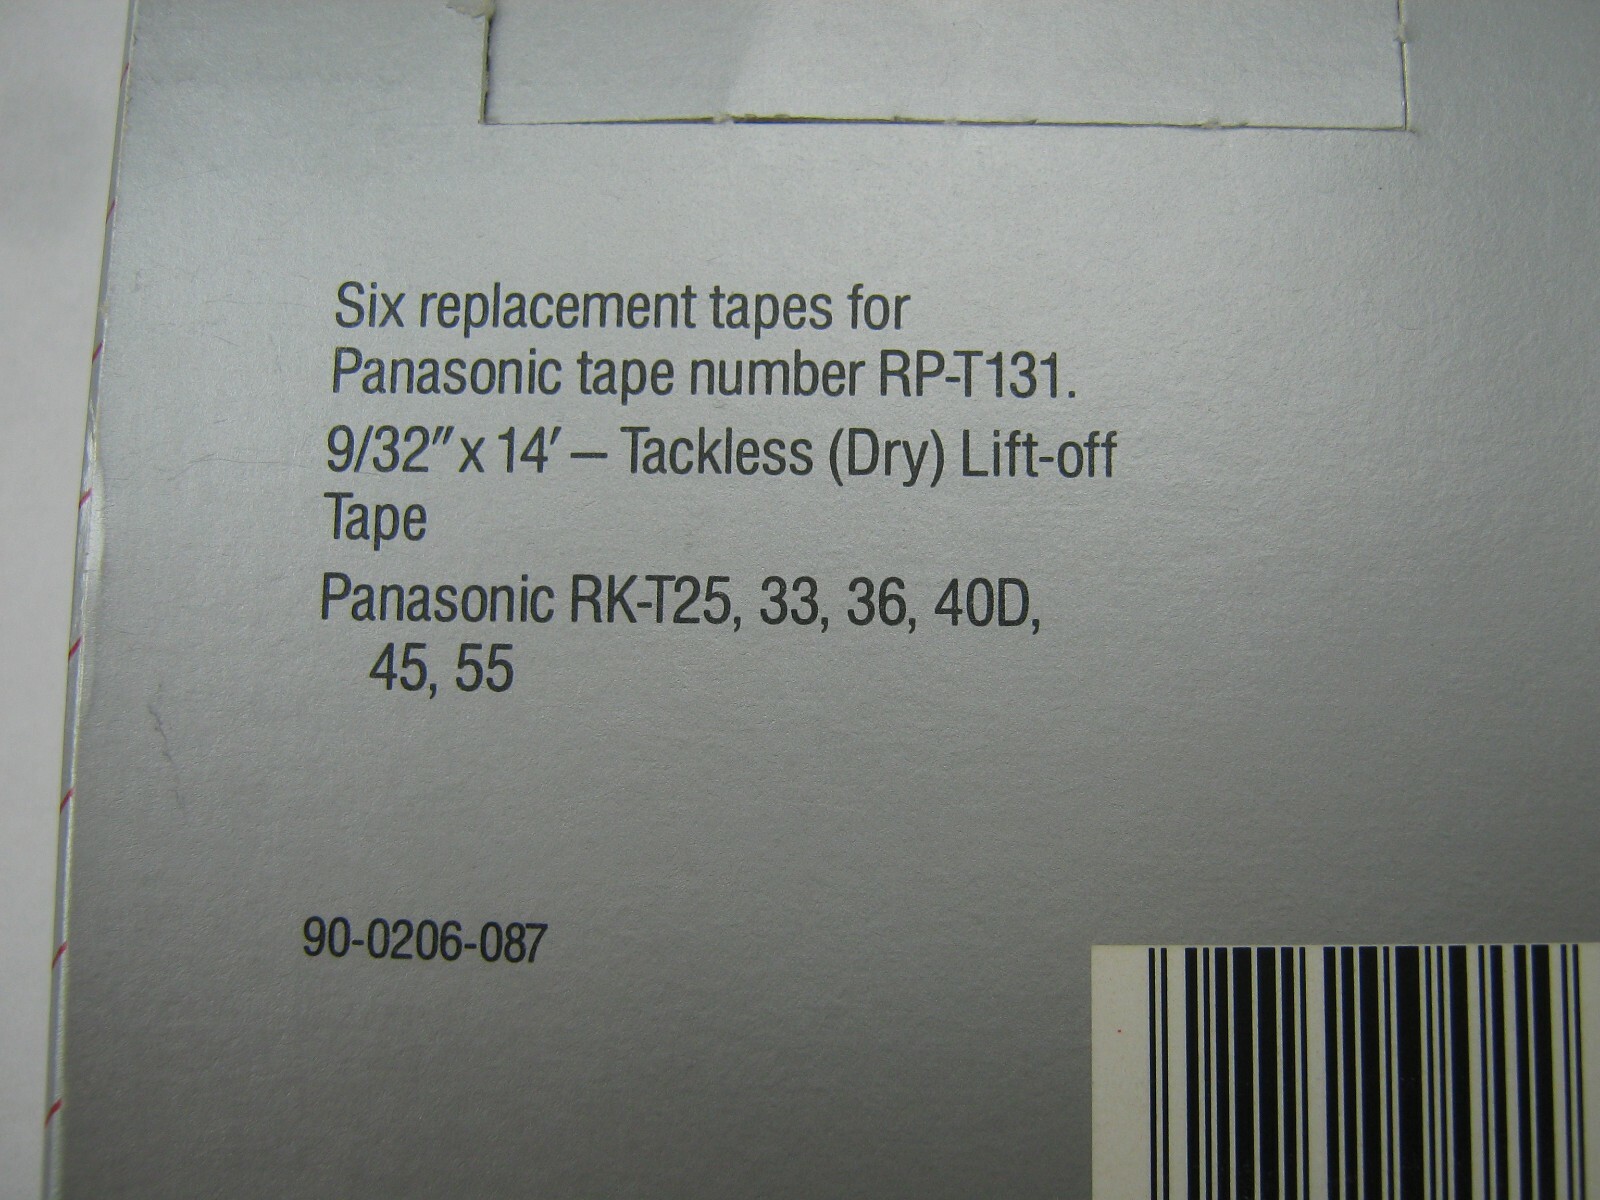 Six replacement tapes for
Panasonic tape number RP-T131.
9/32″ x 14′ – Tackless (Dry) Lift-off
Tape
Panasonic RK-T25, 33, 36, 40D,
45, 55
90-0206-087